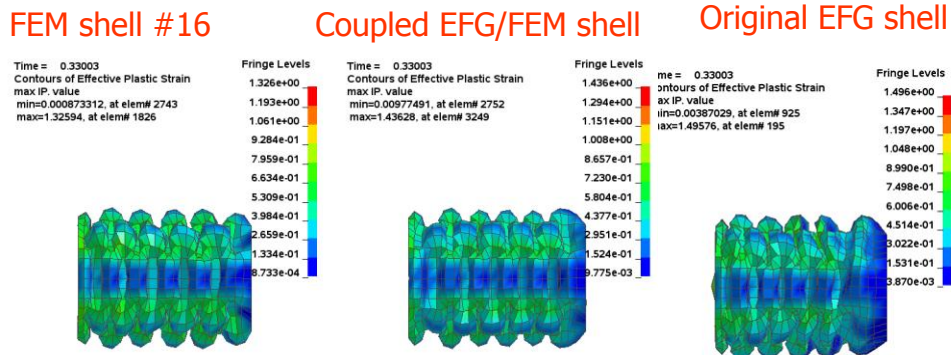 FEM shell #16
Coupled EFG/FEM shell
Original EFG shell
Time = 0.33003
Contours of Effective Plastic Strain
max IP. value
min=0.000873312, at elem# 2743
max=1.32594, at elem# 1826
Fringe Levels
1.326e+00
1.193e+00
1.061e+00
9.284e-01
7.959e-01
6.634e-01
5.309e-01
3.984e-01
2.659e-01
1.334e-01
8.733e-04
Time = 0.33003
Contours of Effective Plastic Strain
max IP. value
min=0.00977491, at elem# 2752
max=1.43628, at elem# 3249
Fringe Levels
1.436e+00
1.294e+00
1.151e+00
1.008e+00
8.657e-01
7.230e-01
5.804e-01
4.377e-01
2.951e-01
1.524e-01
9.775e-03
me = 0.33003
ontours of Effective Plastic Strain
ax IP. value
in=0.00387029, at elem# 925
ax=1.49576, at elem# 195
Fringe Levels
1.496e+00
1.347e+00
1.197e+00
1.048e+00
8.990e-01
7.498e-01
6.006e-01
4.514e-01
3.022e-01
1.531e-01
3.870e-03